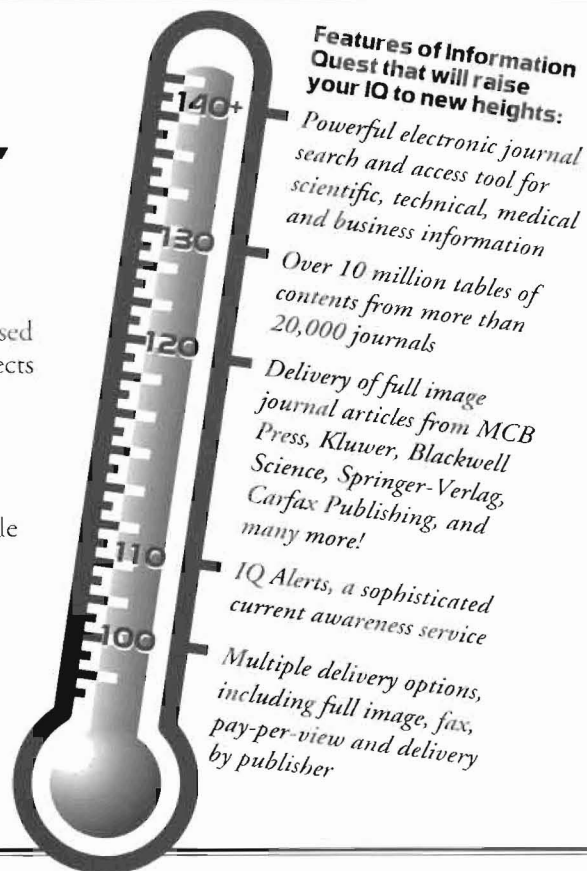 Features of Information
Quest that will raise
your IQ to new heights:
140+
Powerful electronic journal
search and access tool for
scientific, technical, medical
and business information
130
Over 10 million tables of
contents from more than
20,000 journals
120
Delivery of full image
journal articles from MCB
Press, Kluwer, Blackwell
Science, Springer-Verlag,
Carfax Publishing, and
many more!
110
IQ Alerts, a sophisticated
current awareness service
100
Multiple delivery options,
including full image, fax,
pay-per-view and delivery
by publisher